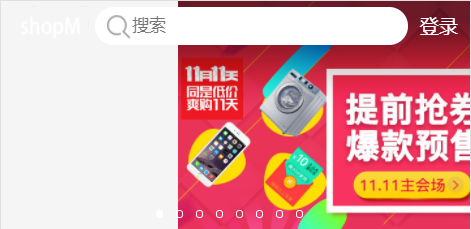 shopM
搜索
登录
11月11天
同是低价
爽购11天
提前抢券
爆款预售
¥10
11.11主会场